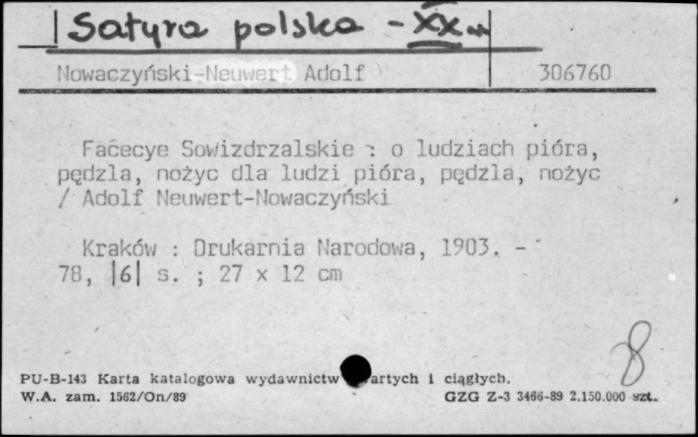 Satyra polska - XX w
Nowaczyński-Neuwert Adolf 306760
Facecye Sowizdrzalskie : o ludziach pióra,
pędzla, nożyc dla ludzi pióra, pędzla, nożyc
/ Adolf Neuwert-Nowaczyński
Kraków : Drukarnia Narodowa, 1903. -
78, |6| s. ; 27 x 12 cm
8
PU-B-143 Karta katalogowa wydawnictw artych i ciągłych.
W.A. zam. 1562/On/89 GZG Z-3 3466-89 2.150.000 szt.